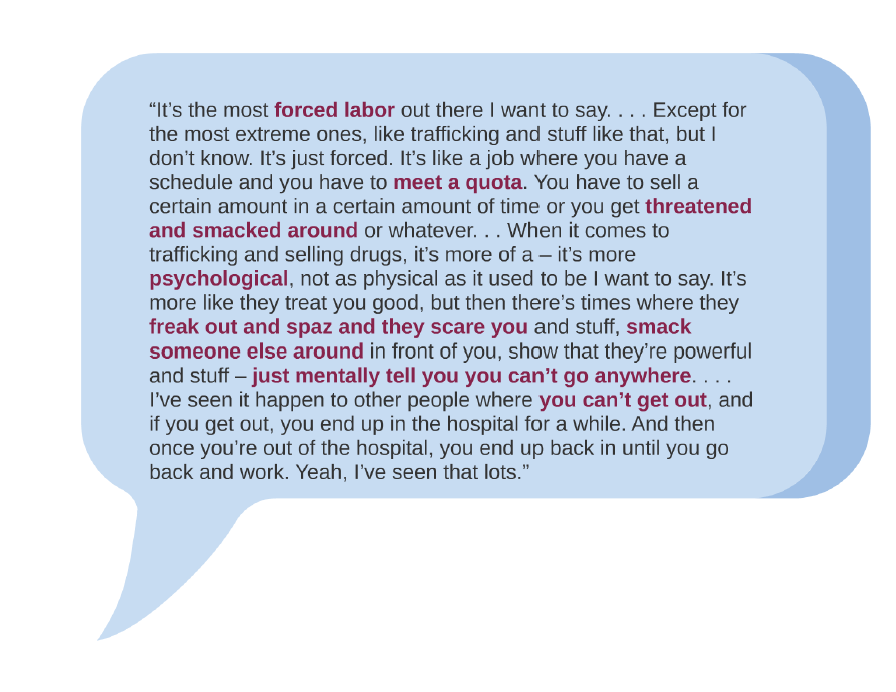 “It’s the most forced labor out there I want to say. . . . Except for
the most extreme ones, like trafficking and stuff like that, but I
don’t know. It’s just forced. It’s like a job where you have a
schedule and you have to meet a quota. You have to sell a
certain amount in a certain amount of time or you get threatened
and smacked around or whatever. . . When it comes to
trafficking and selling drugs, it’s more of a – it’s more
psychological, not as physical as it used to be I want to say. It’s
more like they treat you good, but then there’s times where they
freak out and spaz and they scare you and stuff, smack
someone else around in front of you, show that they’re powerful
and stuff – just mentally tell you you can’t go anywhere. . . .
I’ve seen it happen to other people where you can’t get out, and
if you get out, you end up in the hospital for a while. And then
once you’re out of the hospital, you end up back in until you go
back and work. Yeah, I’ve seen that lots.”